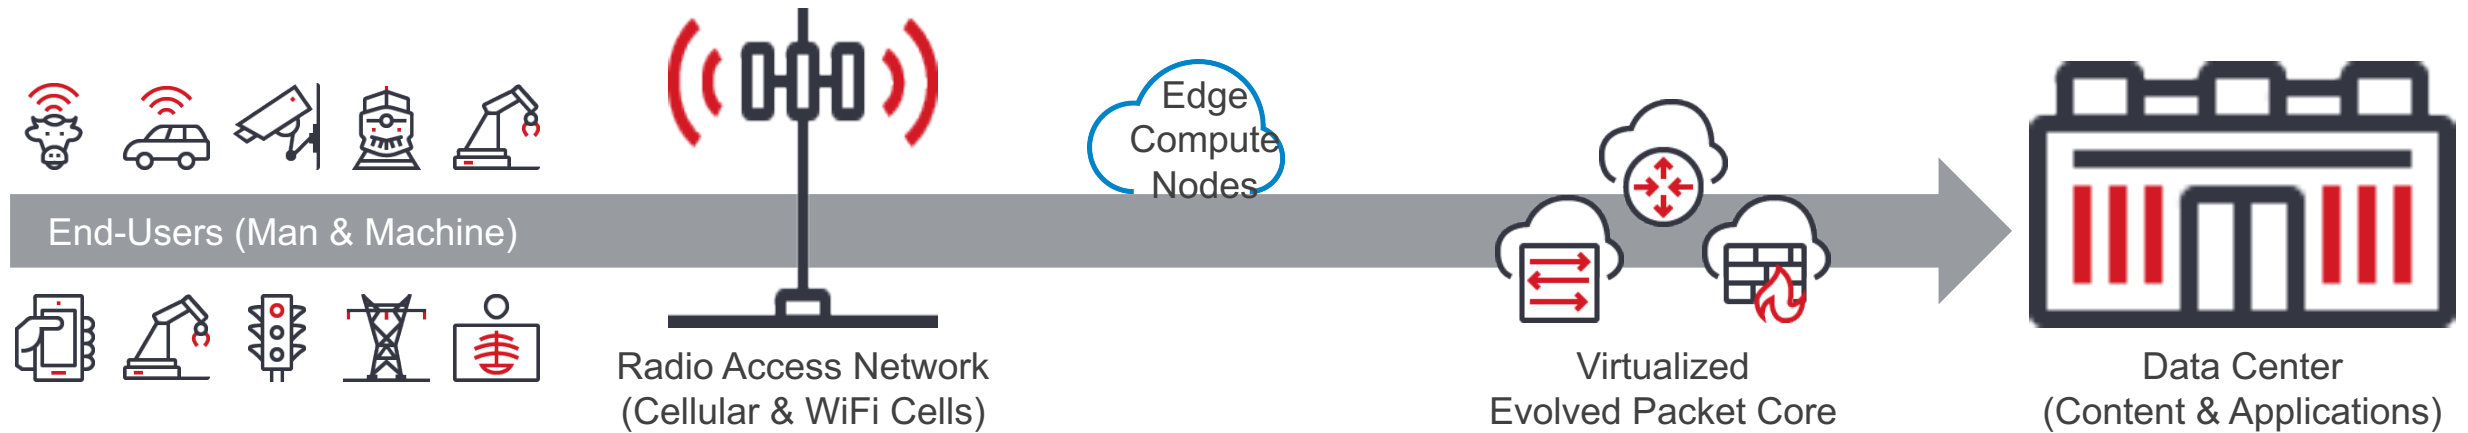 End-Users (Man & Machine)
Radio Access Network
(Cellular & WiFi Cells)
Edge
Compute
Nodes
Virtualized
Evolved Packet Core
Data Center
(Content & Applications)